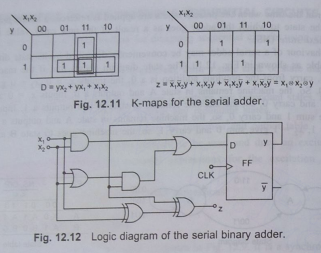 x₁x₂
y 00 01 11 10
0 1
1 1 1 1
D = yx₂ + yx₁ + x₁x₂
x₁x₂
y 00 01 11 10
0 1 1
1 1 1
z = x̄₁x̄₂y + x₁x₂y + x̄₁x₂ȳ + x₁x̄₂ȳ = x₁⊕x₂⊕y
Fig. 12.11 K-maps for the serial adder.
x₁
x₂
D y
FF
CLK
ȳ
z
Fig. 12.12 Logic diagram of the serial binary adder.